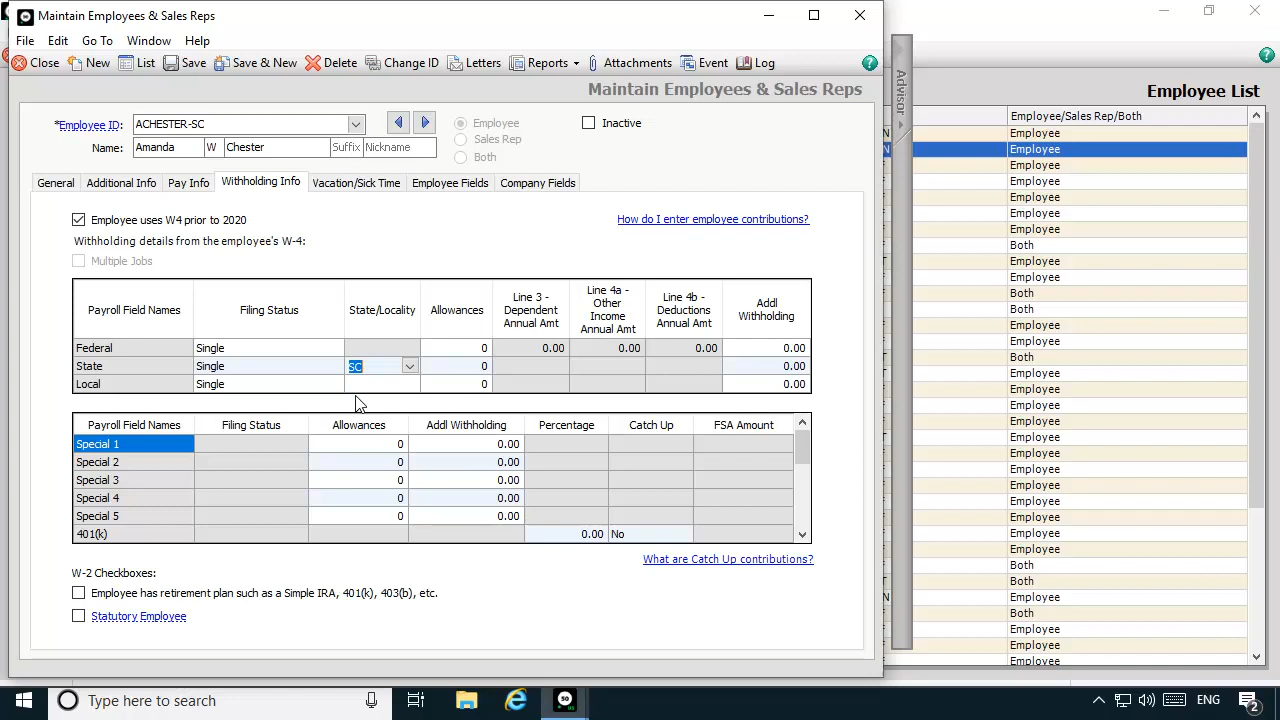 Maintain Employees & Sales Reps
File Edit Go To Window Help
Close New List Save Save & New Delete Change ID Letters Reports Attachments Event Log
Maintain Employees & Sales Reps
*Employee ID: ACHESTER-SC
Name: Amanda W Chester Suffix Nickname
Employee
Sales Rep
Both
Inactive
General Additional Info Pay Info Withholding Info Vacation/Sick Time Employee Fields Company Fields
Employee uses W4 prior to 2020 How do I enter employee contributions?
Withholding details from the employee's W-4:
Multiple Jobs
Payroll Field Names Filing Status State/Locality Allowances Line 3 - Dependent Annual Amt Line 4a - Other Income Annual Amt Line 4b - Deductions Annual Amt Addl Withholding
Federal Single 0 0.00 0.00 0.00 0.00
State Single SC 0 0.00
Local Single 0 0.00
Payroll Field Names Filing Status Allowances Addl Withholding Percentage Catch Up FSA Amount
Special 1 0 0.00
Special 2 0 0.00
Special 3 0 0.00
Special 4 0 0.00
Special 5 0 0.00
401(k) 0.00 No
What are Catch Up contributions?
W-2 Checkboxes:
Employee has retirement plan such as a Simple IRA, 401(k), 403(b), etc.
Statutory Employee
Advisor
Employee List
Employee/Sales Rep/Both
Employee
Employee
Employee
Employee
Employee
Employee
Employee
Both
Employee
Employee
Both
Both
Employee
Employee
Both
Employee
Employee
Employee
Employee
Employee
Employee
Employee
Employee
Employee
Employee
Employee
Employee
Both
Both
Employee
Both
Employee
Employee
Employee
Type here to search
ENG
2